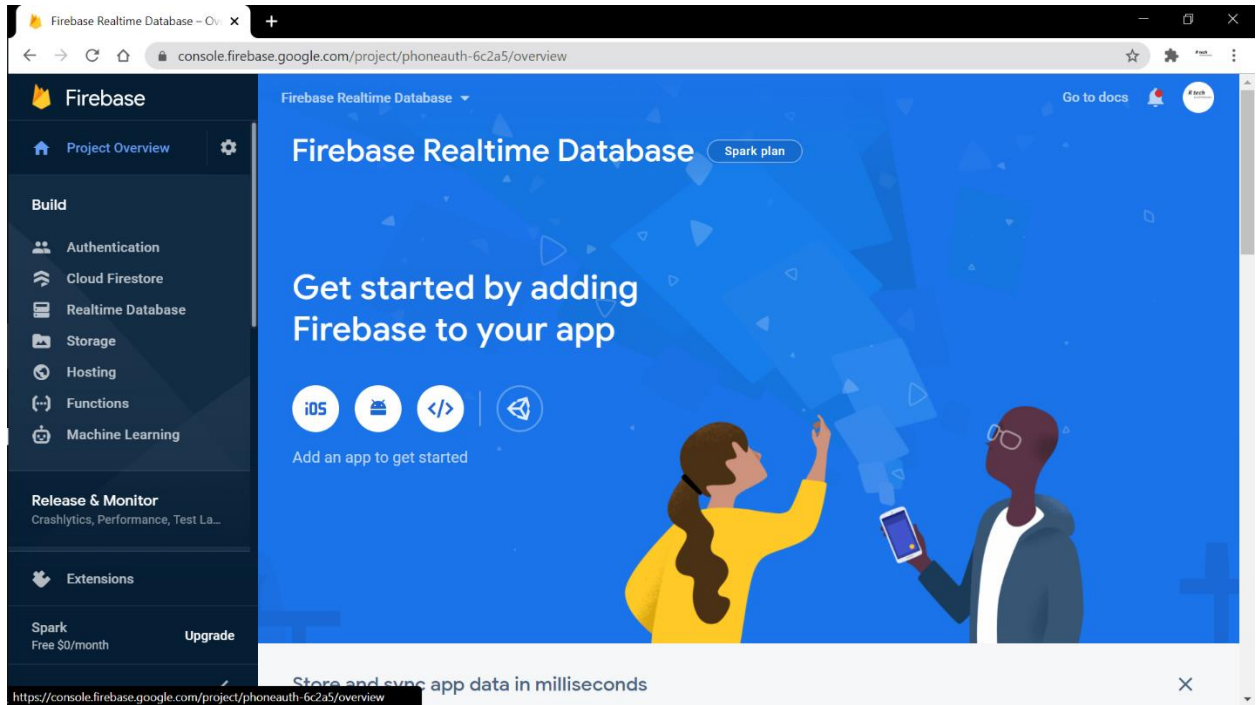 Firebase Realtime Database – Ov
console.firebase.google.com/project/phoneauth-6c2a5/overview
Firebase
Project Overview
Build
Authentication
Cloud Firestore
Realtime Database
Storage
Hosting
Functions
Machine Learning
Release & Monitor
Crashlytics, Performance, Test La...
Extensions
Spark
Free $0/month
Upgrade
https://console.firebase.google.com/project/phoneauth-6c2a5/overview
Firebase Realtime Database
Go to docs
Firebase Realtime Database
Spark plan
Get started by adding
Firebase to your app
iOS
</>
Add an app to get started
Store and sync app data in milliseconds